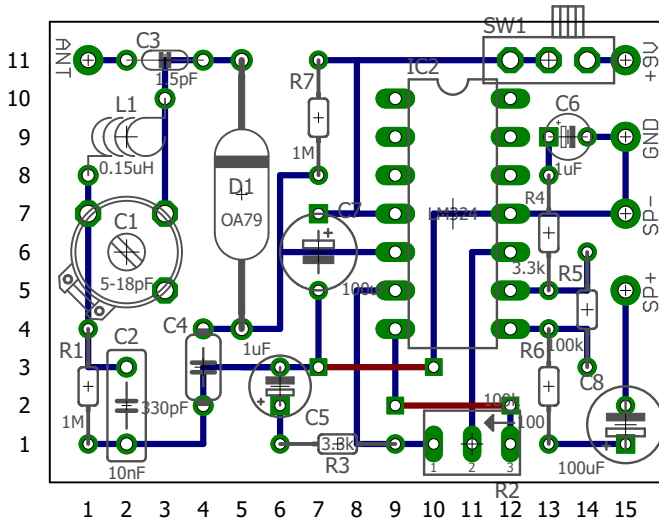 SW1
ANT
C3
1.5pF
IC2
+9V
11
R7
10
L1
C6
9
1M
GND
0.15uH
1uF
8
D1
R4
OA79
7
C1
C7
LM324
SP-
6
5-18pF
3.3k
R5
5
100uF
SP+
4
C4
1uF
R6
100k
R1
C2
3
C8
330pF
100k
2
1M
C5
100
1
3.3k
R3
1 2 3
10nF
R2
100uF
1 2 3 4 5 6 7 8 9 10 11 12 13 14 15